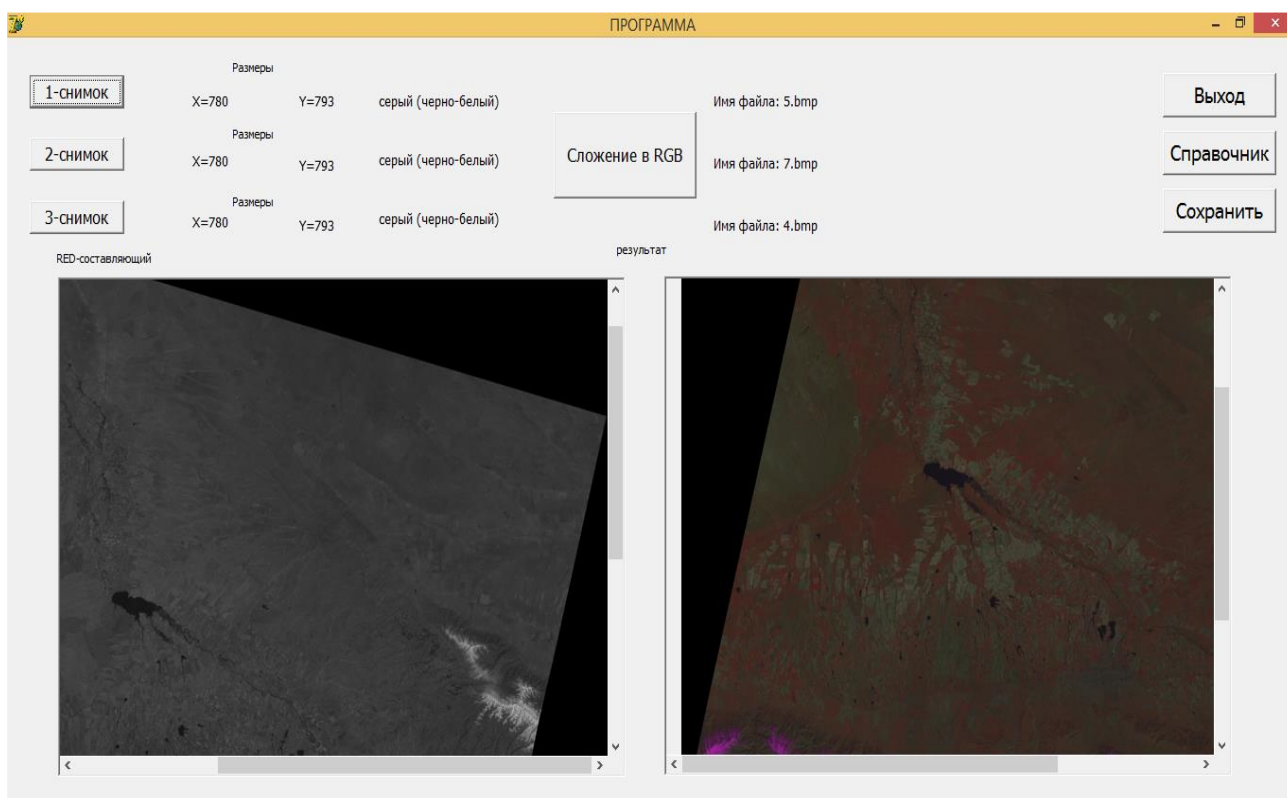 ПРОГРАММА
Размеры
1-снимок X=780 Y=793 серый (черно-белый) Имя файла: 5.bmp Выход
Размеры
2-снимок X=780 Y=793 серый (черно-белый) Сложение в RGB Имя файла: 7.bmp Справочник
Размеры
3-снимок X=780 Y=793 серый (черно-белый) Имя файла: 4.bmp Сохранить
RED-составляющий результат